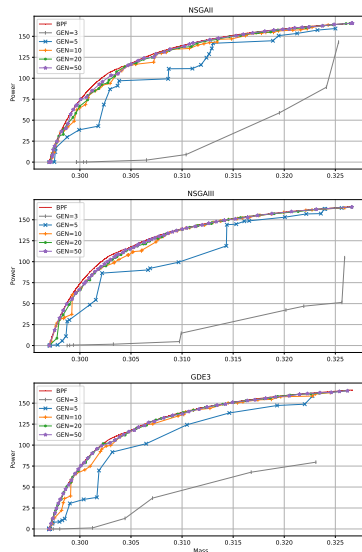 NSGAII
Power
150
125
100
75
50
25
0
BPF
GEN=3
GEN=5
GEN=10
GEN=20
GEN=50
0.300
0.305
0.310
0.315
0.320
0.325
NSGAIII
Power
150
125
100
75
50
25
0
BPF
GEN=3
GEN=5
GEN=10
GEN=20
GEN=50
0.300
0.305
0.310
0.315
0.320
0.325
GDE3
Power
150
125
100
75
50
25
0
BPF
GEN=3
GEN=5
GEN=10
GEN=20
GEN=50
0.300
0.305
0.310
0.315
0.320
0.325
Mass